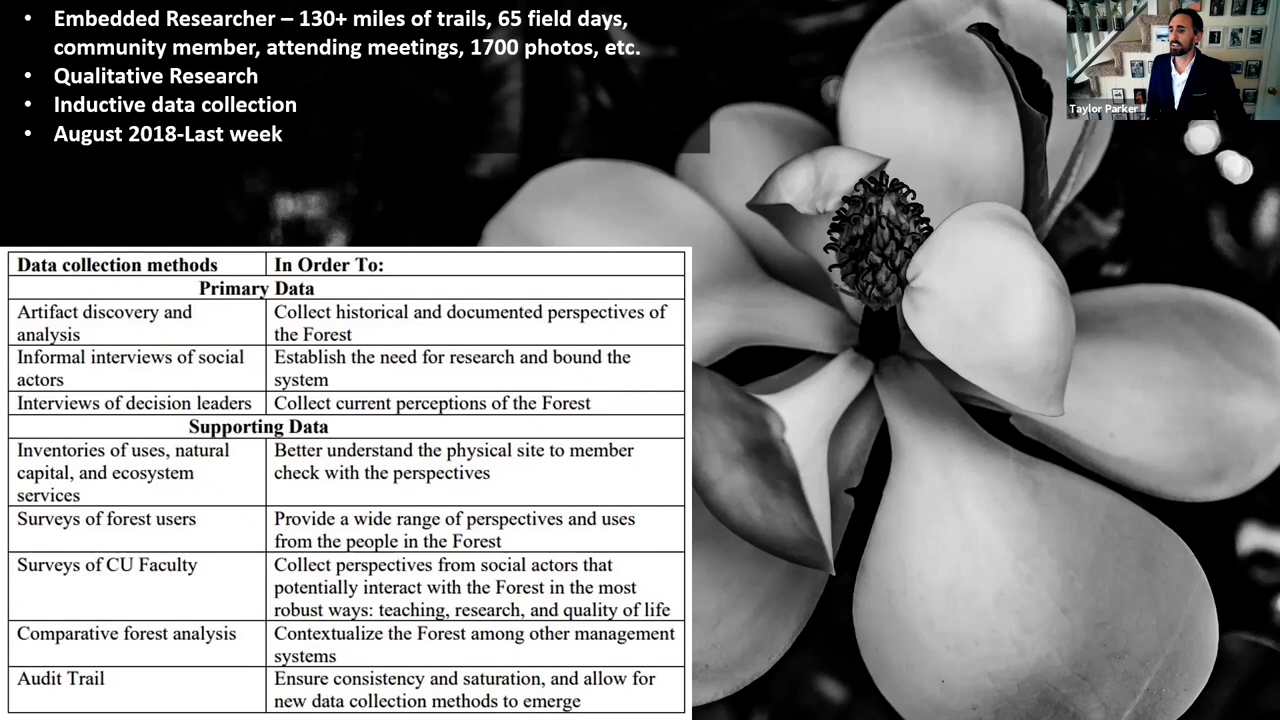 • Embedded Researcher – 130+ miles of trails, 65 field days,
community member, attending meetings, 1700 photos, etc.
• Qualitative Research
• Inductive data collection
• August 2018-Last week
Taylor Parker
Data collection methods In Order To:
Primary Data
Artifact discovery and Collect historical and documented perspectives of
analysis the Forest
Informal interviews of social Establish the need for research and bound the
actors system
Interviews of decision leaders Collect current perceptions of the Forest
Supporting Data
Inventories of uses, natural Better understand the physical site to member
capital, and ecosystem check with the perspectives
services
Surveys of forest users Provide a wide range of perspectives and uses
from the people in the Forest
Surveys of CU Faculty Collect perspectives from social actors that
potentially interact with the Forest in the most
robust ways: teaching, research, and quality of life
Comparative forest analysis Contextualize the Forest among other management
systems
Audit Trail Ensure consistency and saturation, and allow for
new data collection methods to emerge